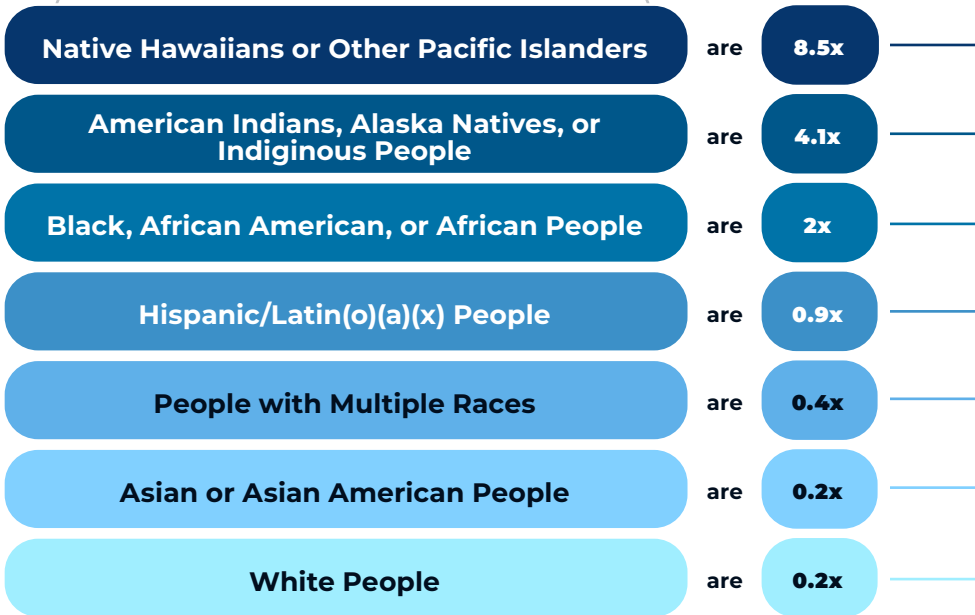 Native Hawaiians or Other Pacific Islanders are 8.5x
American Indians, Alaska Natives, or
Indiginous People are 4.1x
Black, African American, or African People are 2x
Hispanic/Latin(o)(a)(x) People are 0.9x
People with Multiple Races are 0.4x
Asian or Asian American People are 0.2x
White People are 0.2x